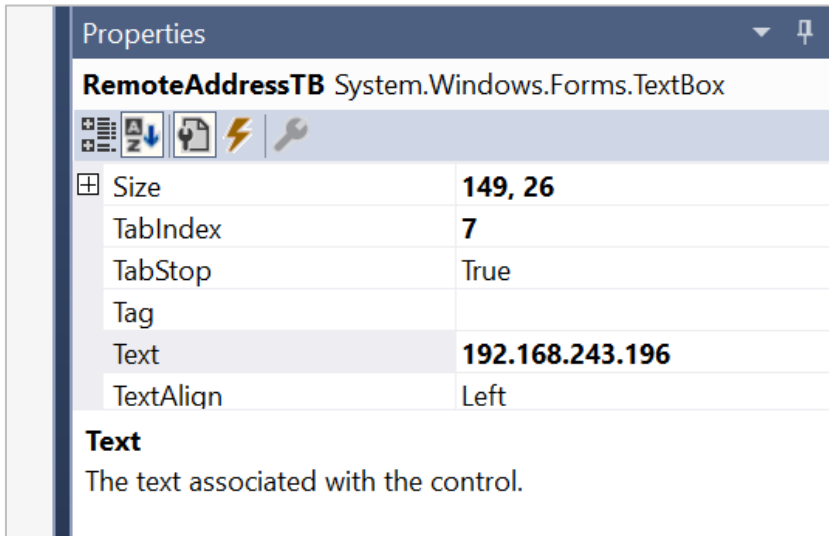 Properties
RemoteAddressTB System.Windows.Forms.TextBox
Size 149, 26
TabIndex 7
TabStop True
Tag
Text 192.168.243.196
TextAlign Left
Text
The text associated with the control.